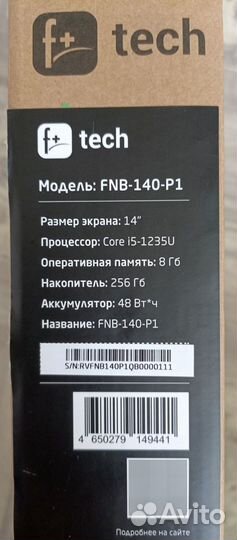 f+ tech
f+ tech
Модель: FNB-140-P1
Размер экрана: 14"
Процессор: Core i5-1235U
Оперативная память: 8 Гб
Накопитель: 256 Гб
Аккумулятор: 48 Вт*ч
Название: FNB-140-P1
S/N:RVFNB140P1QB0000111
4 650279 149441
Подробнее на сайте
Avito